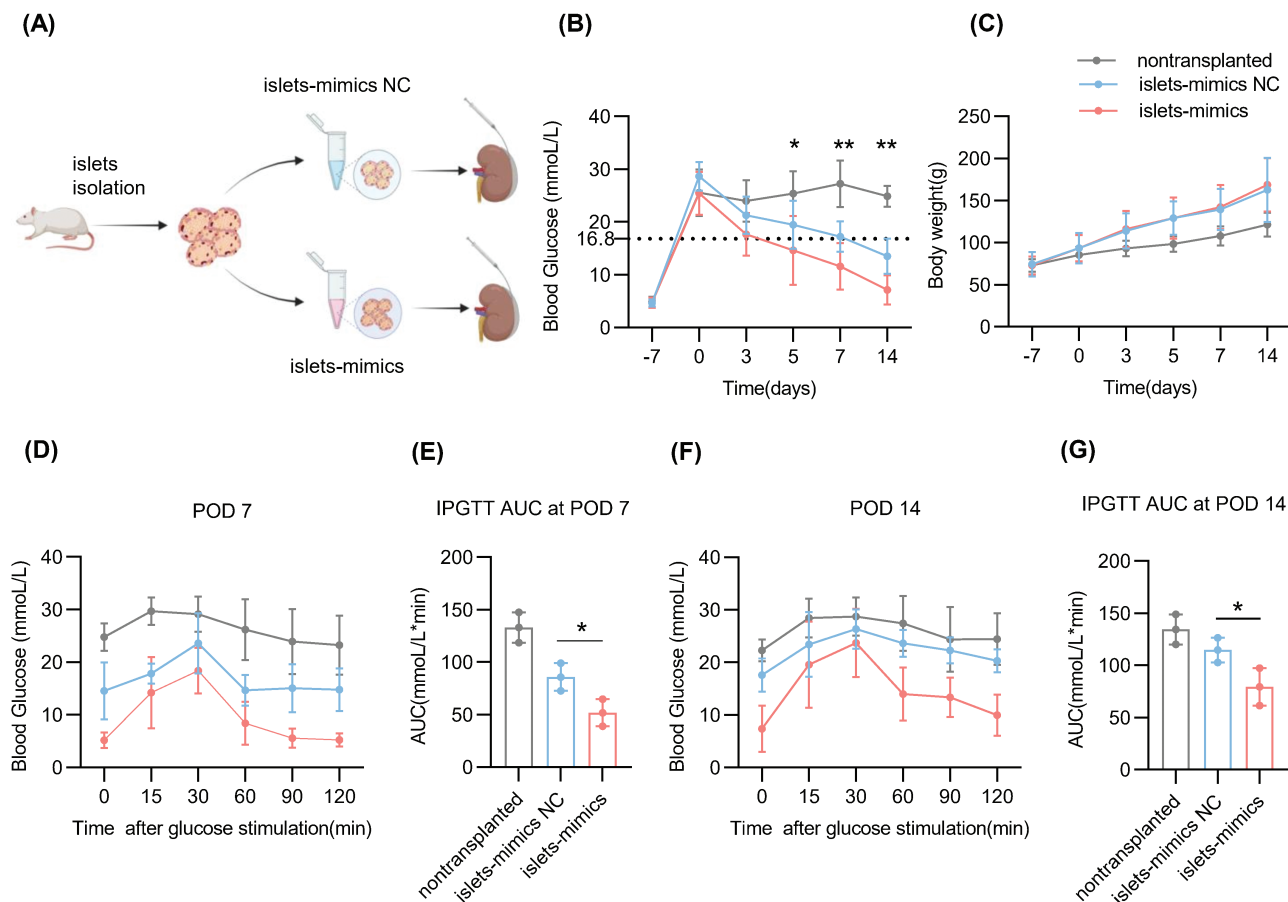 (A)
islets-mimics NC
islets
isolation
islets-mimics
(B)
Blood Glucose (mmoL/L)
40
30
20
16.8
10
0
*
**
**
-7
0
3
5
7
14
Time(days)
(C)
nontransplanted
islets-mimics NC
islets-mimics
Body weight(g)
250
200
150
100
50
0
-7
0
3
5
7
14
Time(days)
(D)
POD 7
Blood Glucose (mmoL/L)
40
30
20
10
0
0
15
30
60
90
120
Time after glucose stimulation(min)
(E)
IPGTT AUC at POD 7
AUC(mmoL/L*min)
200
150
100
50
0
*
nontransplanted
islets-mimics NC
islets-mimics
(F)
POD 14
Blood Glucose (mmoL/L)
40
30
20
10
0
0
15
30
60
90
120
Time after glucose stimulation(min)
(G)
IPGTT AUC at POD 14
AUC(mmoL/L*min)
200
150
100
50
0
*
nontransplanted
islets-mimics NC
islets-mimics